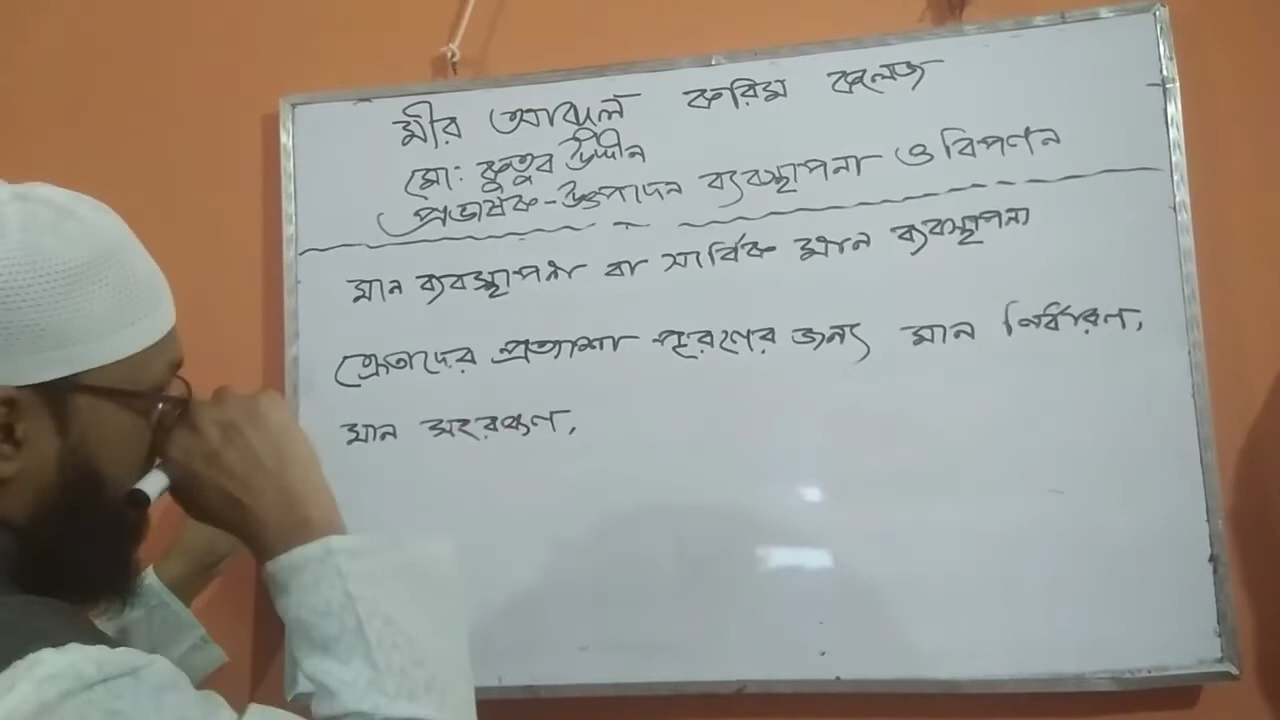 মীর আবদুল করিম কলেজ
মো: কুতুব উদ্দীন
প্রভাষক-উৎপাদন ব্যবস্থাপনা ও বিপণন
মান ব্যবস্থাপনা বা সার্বিক মান ব্যবস্থাপনা
ক্রেতাদের প্রত্যাশা পূরণের জন্য মান নির্ধারণ,
মান সংরক্ষণ,